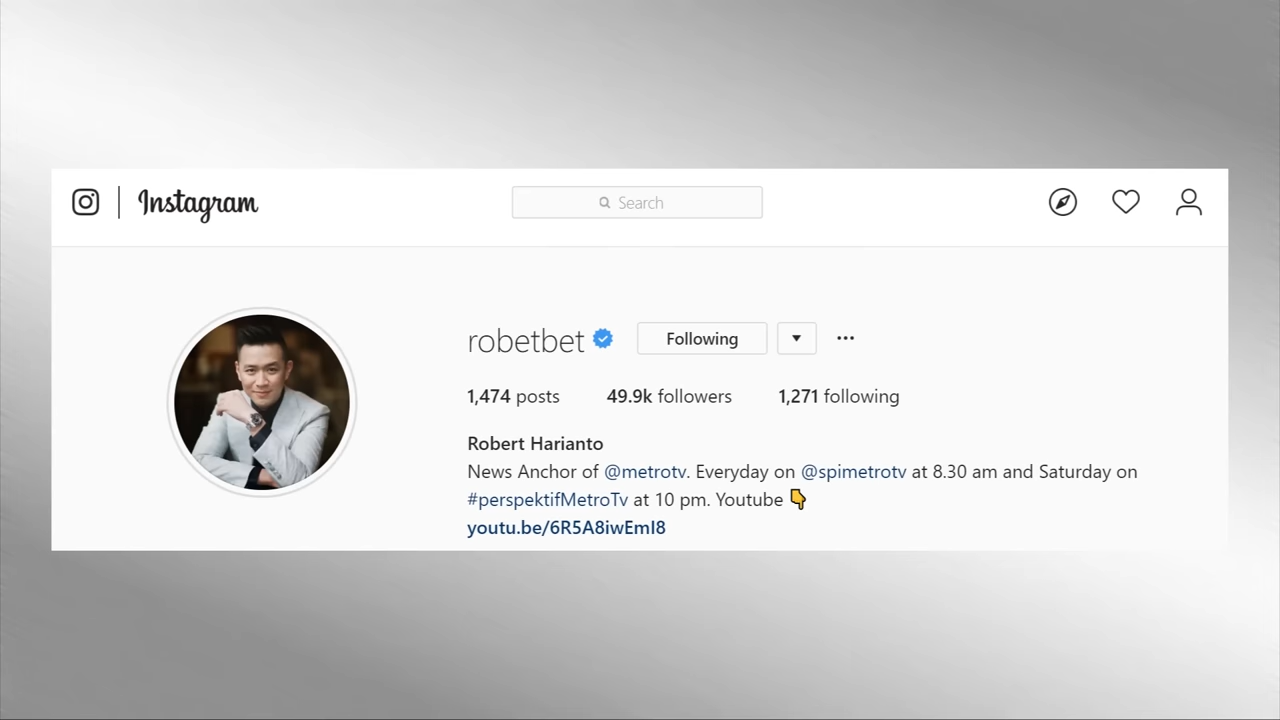 Instagram
Search
robetbet
Following
1,474 posts 49.9k followers 1,271 following
Robert Harianto
News Anchor of @metrotv. Everyday on @spimetrotv at 8.30 am and Saturday on
#perspektifMetroTv at 10 pm. Youtube 👇
youtu.be/6R5A8iwEmI8